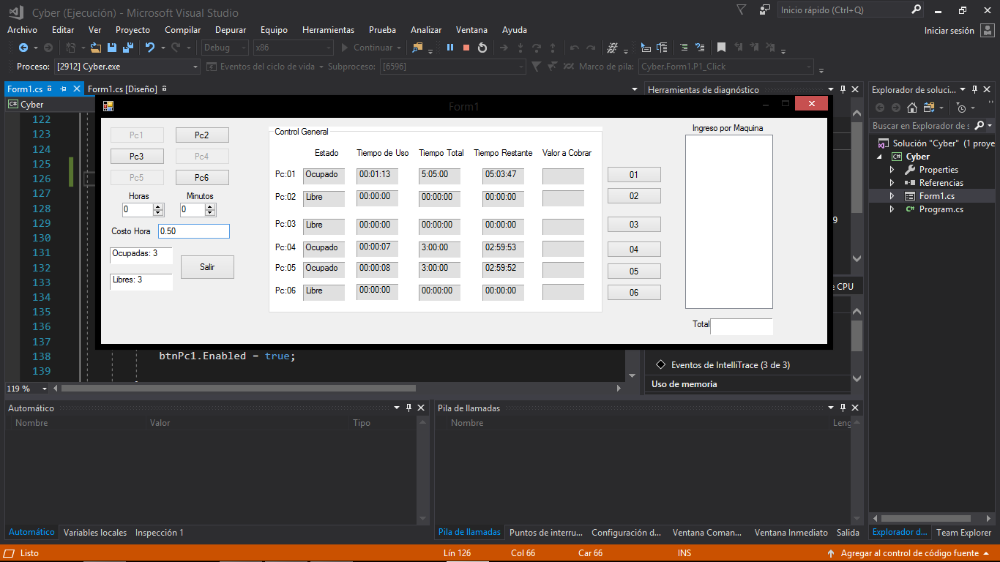 Cyber (Ejecución) - Microsoft Visual Studio
Inicio rápido (Ctrl+Q)
Archivo Editar Ver Proyecto Compilar Depurar Equipo Herramientas Prueba Analizar Ventana Ayuda
Iniciar sesión
Debug x86 Continuar
Proceso: [2912] Cyber.exe Eventos del ciclo de vida Subproceso: [6596] Marco de pila: Cyber.Form1.P1_Click
Form1.cs Form1.cs [Diseño]
Herramientas de diagnóstico
Explorador de soluci...
C# Cyber
Form1
Buscar en Explorador de s
Solución "Cyber" (1 proye
C# Cyber
Properties
Referencias
Form1.cs
C# Program.cs
122
123
124
125
126
127
128
129
130
131
132
133
134
135
136
137
138 btnPc1.Enabled = true;
139
Pc1 Pc2
Pc3 Pc4
Pc5 Pc6
Horas Minutos
0 0
Costo Hora 0.50
Ocupadas: 3
Salir
Libres: 3
Control General
Estado Tiempo de Uso Tiempo Total Tiempo Restante Valor a Cobrar
Pc:01 Ocupado 00:01:13 5:05:00 05:03:47 01
Pc:02 Libre 00:00:00 00:00:00 00:00:00 02
Pc:03 Libre 00:00:00 00:00:00 00:00:00 03
Pc:04 Ocupado 00:00:07 3:00:00 02:59:53 04
Pc:05 Ocupado 00:00:08 3:00:00 02:59:52 05
Pc:06 Libre 00:00:00 00:00:00 00:00:00 06
Ingreso por Maquina
Total
9
e CPU
Eventos de IntelliTrace (3 de 3)
Uso de memoria
119 %
Automático
Nombre Valor Tipo
Pila de llamadas
Nombre Leng
Automático Variables locales Inspección 1
Pila de llamadas Puntos de interru... Configuración d... Ventana Coman... Ventana Inmediato Salida
Explorador d... Team Explorer
Listo Lín 126 Col 66 Car 66 INS Agregar al control de código fuente